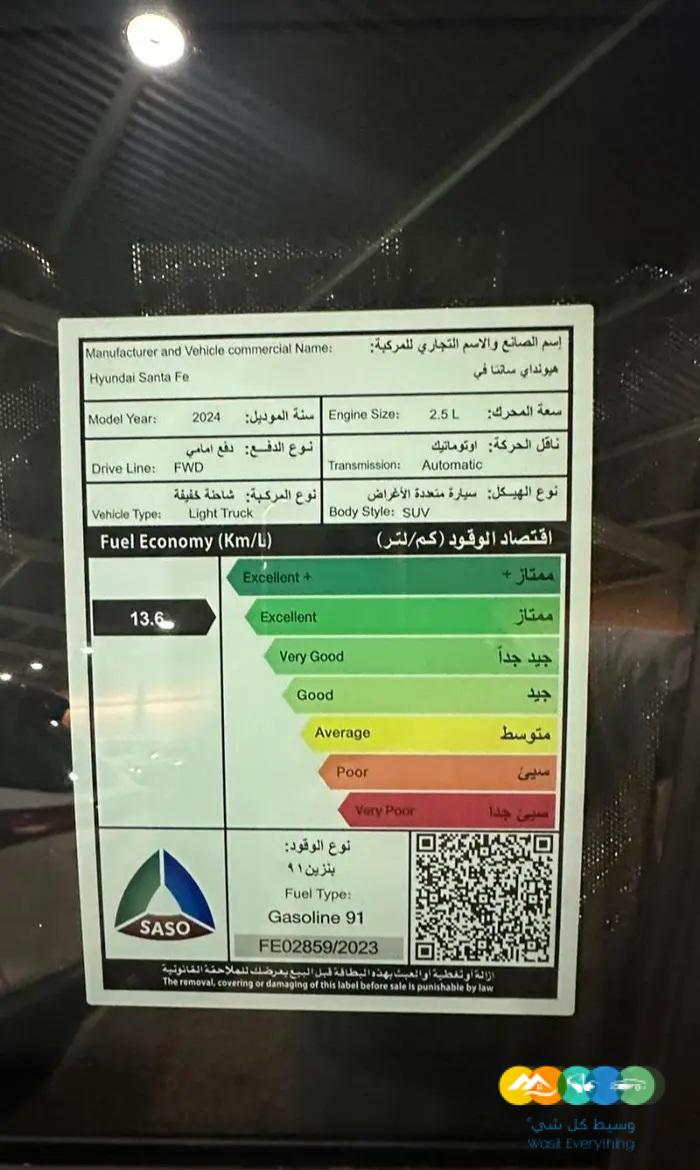 Manufacturer and Vehicle commercial Name: إسم الصانع والاسم التجاري للمركبة:
Hyundai Santa Fe هيونداي سانتا في
Model Year: 2024 سنة الموديل:
Engine Size: 2.5 L سعة المحرك:
نوع الدفع: دفع امامي
Drive Line: FWD
ناقل الحركة: اوتوماتيك
Transmission: Automatic
نوع المركبة: شاحنة خفيفة
Vehicle Type: Light Truck
نوع الهيكل: سيارة متعددة الأغراض
Body Style: SUV
Fuel Economy (Km/L) اقتصاد الوقود (كم/لتر)
Excellent + ممتاز +
13.6
Excellent ممتاز
Very Good جيد جداً
Good جيد
Average متوسط
Poor سيئ
Very Poor سيئ جداً
نوع الوقود:
بنزين ٩١
Fuel Type:
Gasoline 91
FE02859/2023
SASO
ازالة أو تغطية أو العبث بهذه البطاقة قبل البيع يعرضك للملاحقة القانونية
The removal, covering or damaging of this label before sale is punishable by law
وسيط كل شيء
Wasit Everything